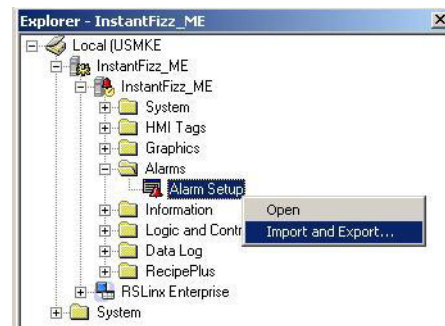 Explorer - InstantFizz_ME
Local (USMKE
InstantFizz_ME
InstantFizz_ME
System
HMI Tags
Graphics
Alarms
Alarm Setup
Open
Information
Import and Export...
Logic and Contr
Data Log
RecipePlus
RSLinx Enterprise
System